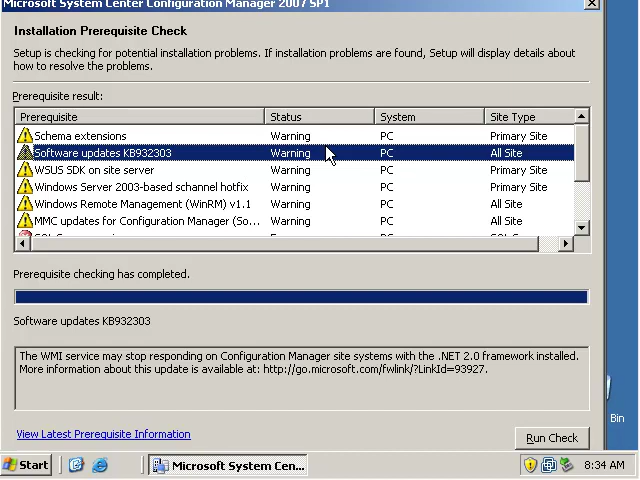 Microsoft System Center Configuration Manager 2007 SP1
Installation Prerequisite Check
Setup is checking for potential installation problems. If installation problems are found, Setup will display details about
how to resolve the problems.
Prerequisite result:
Prerequisite Status System Site Type
Schema extensions Warning PC Primary Site
Software updates KB932303 Warning PC All Site
WSUS SDK on site server Warning PC Primary Site
Windows Server 2003-based schannel hotfix Warning PC Primary Site
Windows Remote Management (WinRM) v1.1 Warning PC All Site
MMC updates for Configuration Manager (So... Warning PC All Site
Prerequisite checking has completed.
Software updates KB932303
The WMI service may stop responding on Configuration Manager site systems with the .NET 2.0 framework installed.
More information about this update is available at: http://go.microsoft.com/fwlink/?LinkId=93927.
View Latest Prerequisite Information
Run Check
Bin
Start
Microsoft System Cen...
8:34 AM